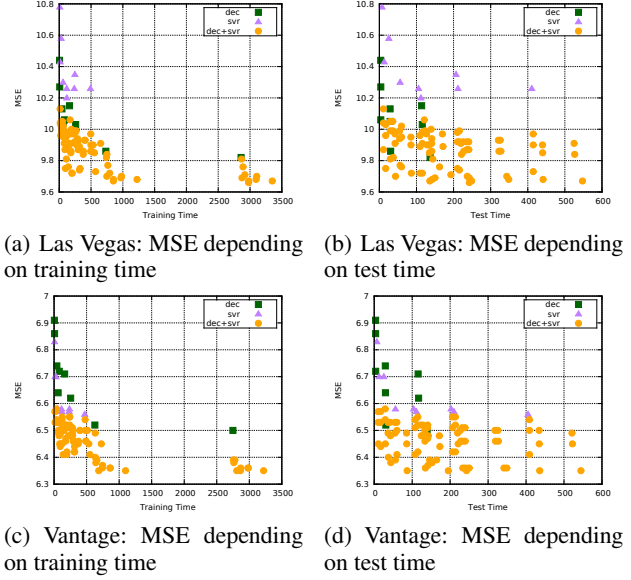 10.8
10.6
10.4
10.2
10
9.8
9.6
MSE
0 500 1000 1500 2000 2500 3000 3500
Training Time
dec
svr
dec+svr
10.8
10.6
10.4
10.2
10
9.8
9.6
MSE
0 100 200 300 400 500 600
Test Time
dec
svr
dec+svr
(a) Las Vegas: MSE depending
on training time
(b) Las Vegas: MSE depending
on test time
7
6.9
6.8
6.7
6.6
6.5
6.4
6.3
MSE
0 500 1000 1500 2000 2500 3000 3500
Training Time
dec
svr
dec+svr
7
6.9
6.8
6.7
6.6
6.5
6.4
6.3
MSE
0 100 200 300 400 500 600
Test Time
dec
svr
dec+svr
(c) Vantage: MSE depending
on training time
(d) Vantage: MSE depending
on test time